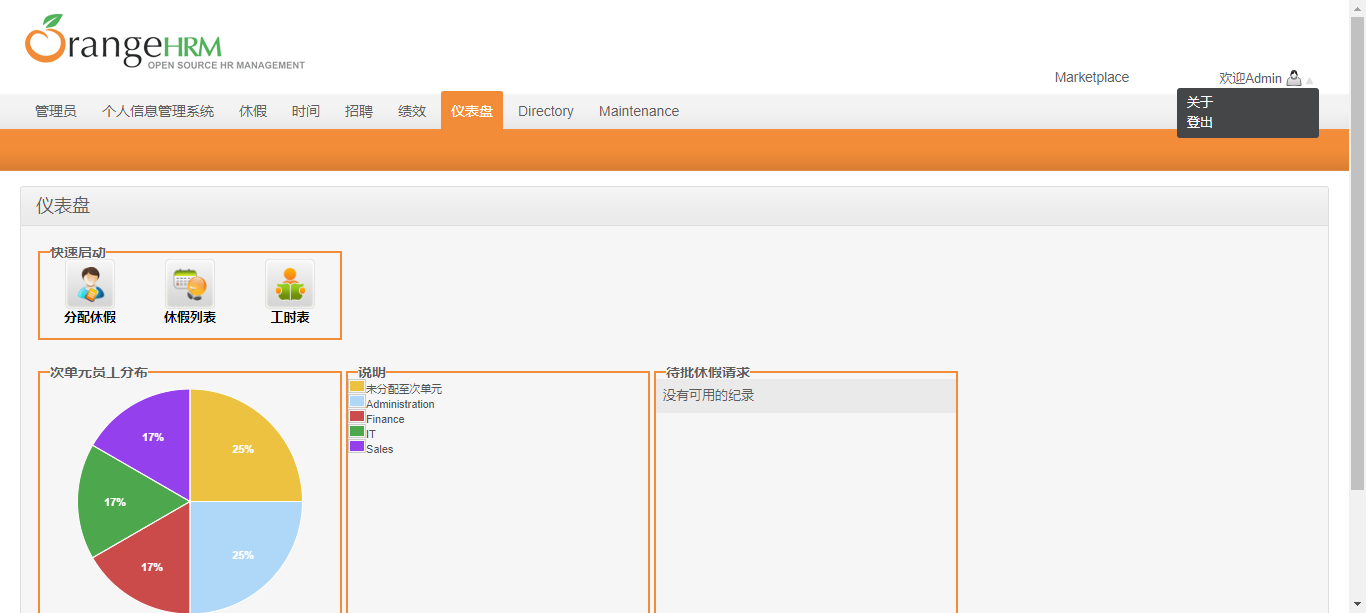 OrangeHRM
OPEN SOURCE HR MANAGEMENT
Marketplace
欢迎Admin
管理员 个人信息管理系统 休假 时间 招聘 绩效 仪表盘 Directory Maintenance
关于
登出
仪表盘
快速启动
分配休假 休假列表 工时表
次单元员工分布
25%
25%
17%
17%
17%
说明
未分配至次单元
Administration
Finance
IT
Sales
待批休假请求
没有可用的纪录